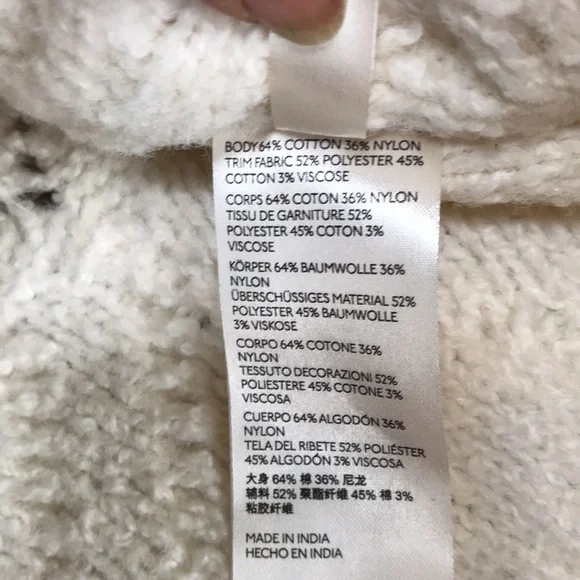 BODY 64% COTTON 36% NYLON
TRIM FABRIC 52% POLYESTER 45%
COTTON 3% VISCOSE
CORPS 64% COTON 36% NYLON
TISSU DE GARNITURE 52%
POLYESTER 45% COTON 3%
VISCOSE
KÖRPER 64% BAUMWOLLE 36%
NYLON
ÜBERSCHÜSSIGES MATERIAL 52%
POLYESTER 45% BAUMWOLLE
3% VISKOSE
CORPO 64% COTONE 36%
NYLON
TESSUTO DECORAZIONI 52%
POLIESTERE 45% COTONE 3%
VISCOSA
CUERPO 64% ALGODÓN 36%
NYLON
TELA DEL RIBETE 52% POLIÉSTER
45% ALGODÓN 3% VISCOSA
大身 64% 棉 36% 尼龙
辅料 52% 聚酯纤维 45% 棉 3%
粘胶纤维
MADE IN INDIA
HECHO EN INDIA